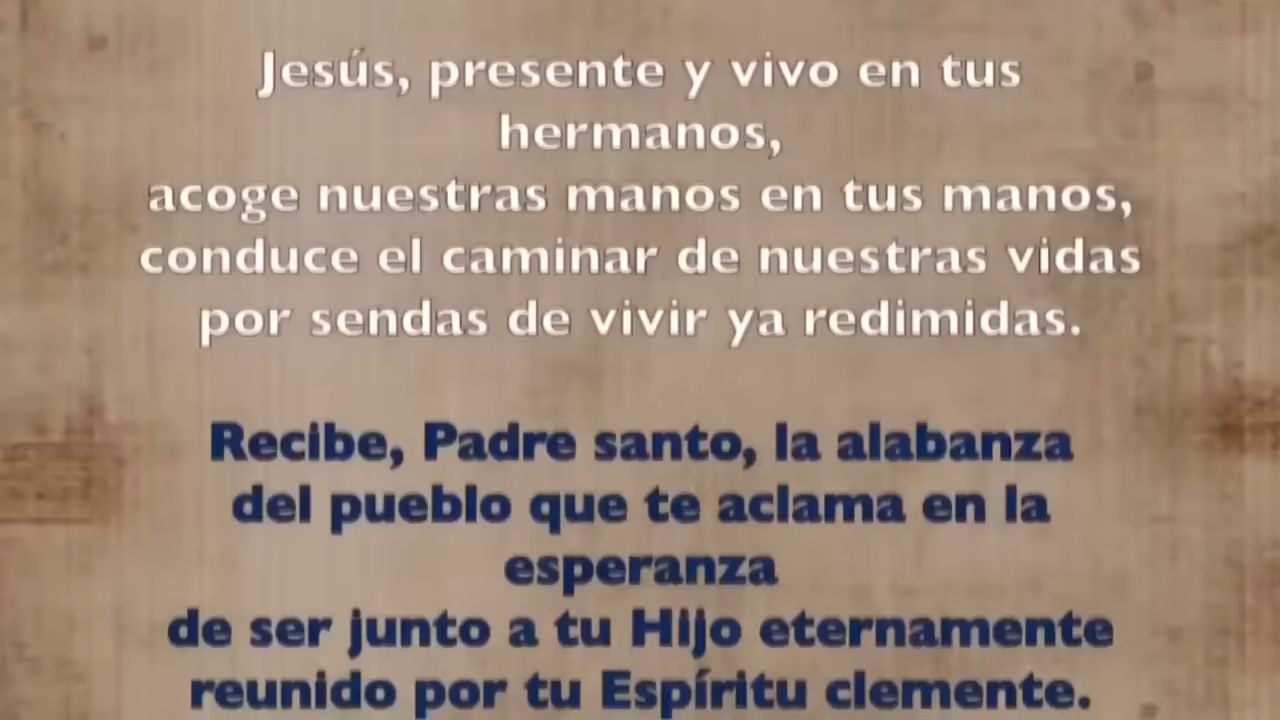 Jesús, presente y vivo en tus
hermanos,
acoge nuestras manos en tus manos,
conduce el caminar de nuestras vidas
por sendas de vivir ya redimidas.
Recibe, Padre santo, la alabanza
del pueblo que te aclama en la
esperanza
de ser junto a tu Hijo eternamente
reunido por tu Espíritu clemente.